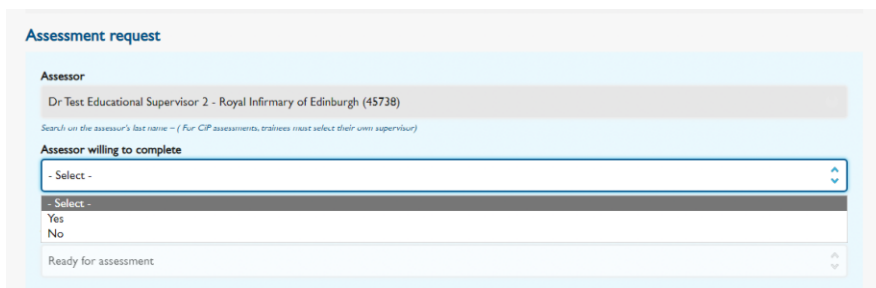 Assessment request
Assessor
Dr Test Educational Supervisor 2 - Royal Infirmary of Edinburgh (45738)
Search on the assessor's last name – ( For CiP assessments, trainees must select their own supervisor)
Assessor willing to complete
- Select -
- Select -
Yes
No
Ready for assessment